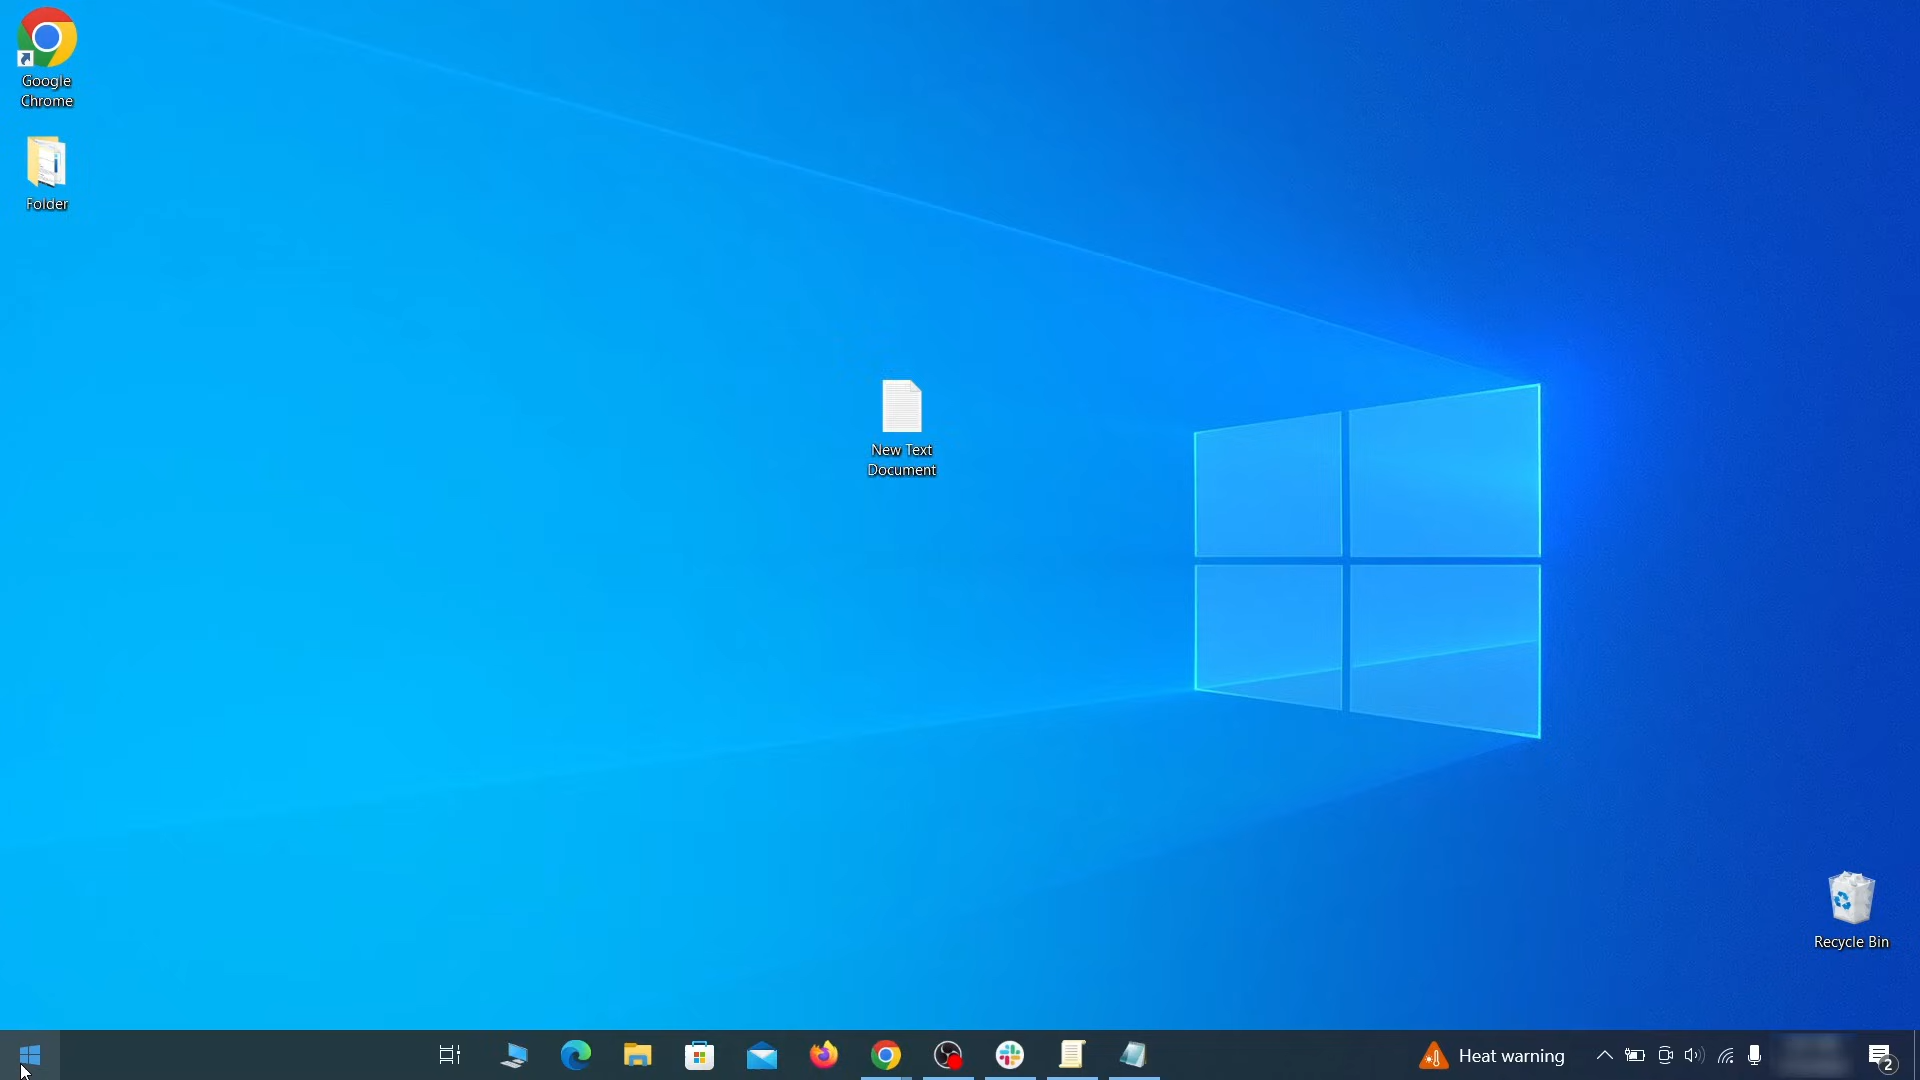 Google
Chrome
Folder
New Text
Document
Recycle Bin
Heat warning
2